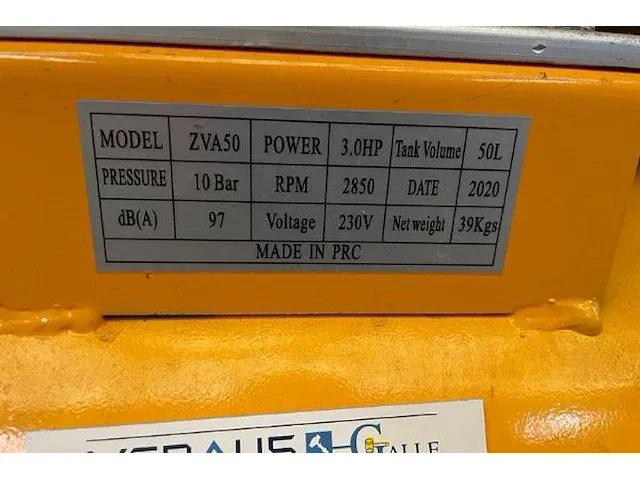 MODEL ZVA50 POWER 3.0HP Tank Volume 50L
PRESSURE 10 Bar RPM 2850 DATE 2020
dB(A) 97 Voltage 230V Net weight 39Kgs
MADE IN PRC